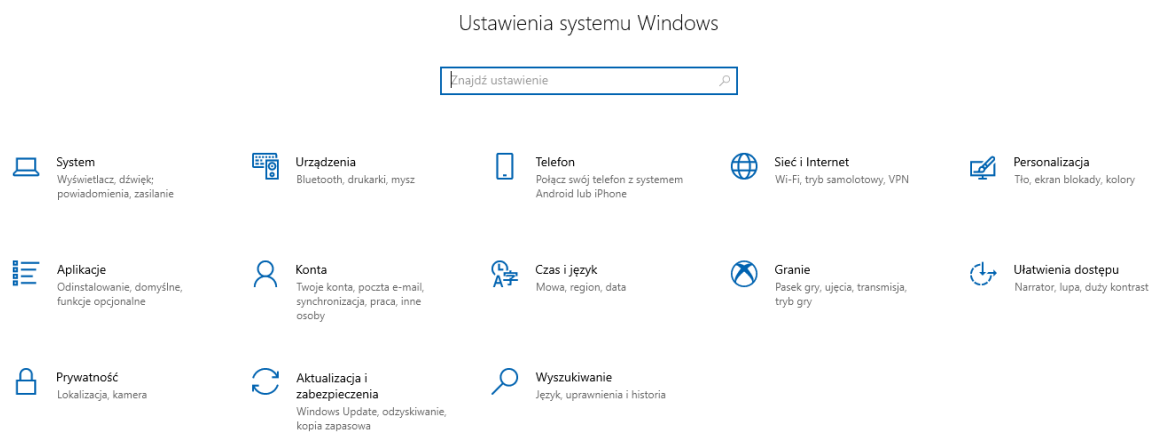 Ustawienia systemu Windows
Znajdź ustawienie
System
Wyświetlacz, dźwięk;
powiadomienia, zasilanie
Urządzenia
Bluetooth, drukarki, mysz
Telefon
Połącz swój telefon z systemem
Android lub iPhone
Sieć i Internet
Wi-Fi, tryb samolotowy, VPN
Personalizacja
Tło, ekran blokady, kolory
Aplikacje
Odinstalowanie, domyślne,
funkcje opcjonalne
Konta
Twoje konta, poczta e-mail,
synchronizacja, praca, inne
osoby
Czas i język
Mowa, region, data
Granie
Pasek gry, ujęcia, transmisja,
tryb gry
Ułatwienia dostępu
Narrator, lupa, duży kontrast
Prywatność
Lokalizacja, kamera
Aktualizacja i
zabezpieczenia
Windows Update, odzyskiwanie,
kopia zapasowa
Wyszukiwanie
Język, uprawnienia i historia